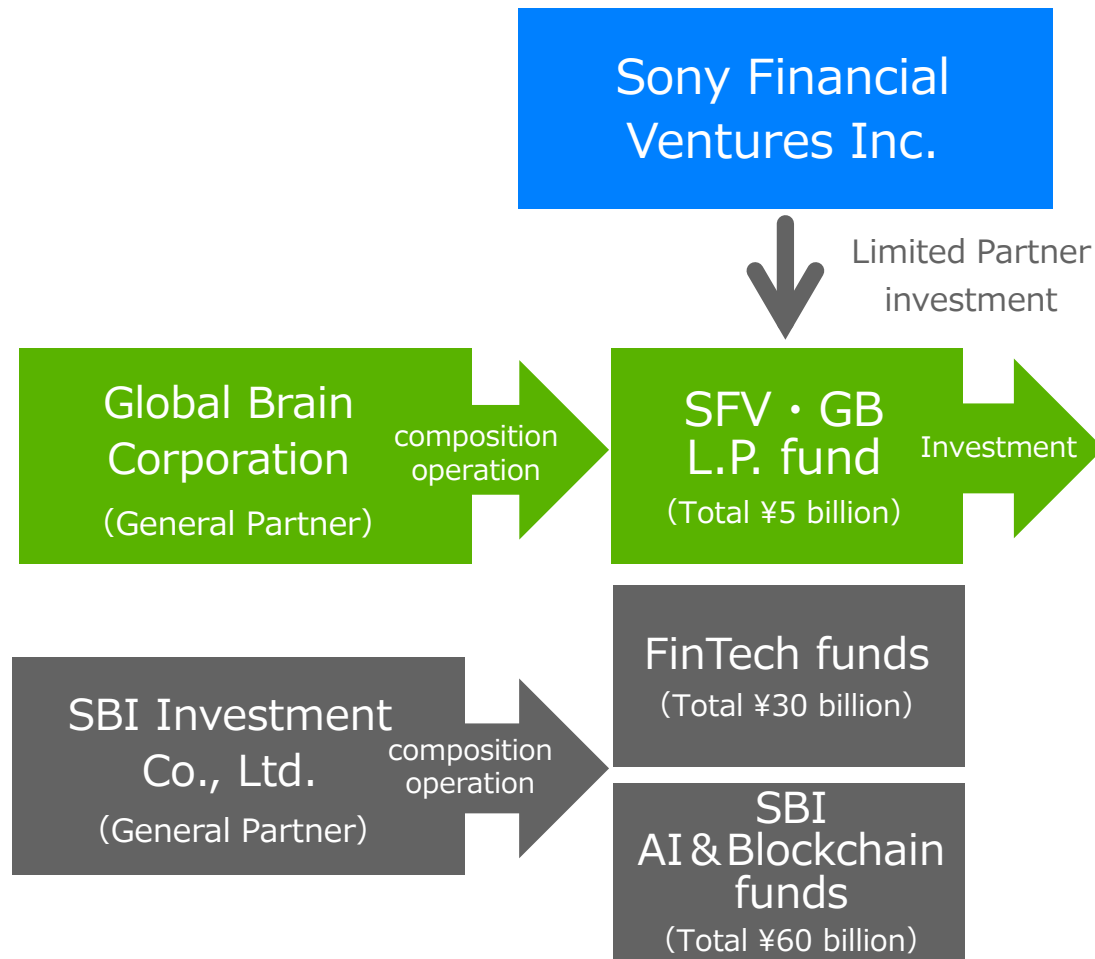 Sony Financial
Ventures Inc.
Limited Partner
investment
Global Brain
Corporation
（General Partner）
composition
operation
SFV・GB
L.P. fund
（Total ¥5 billion）
Investment
SBI Investment
Co., Ltd.
（General Partner）
composition
operation
FinTech funds
（Total ¥30 billion）
SBI
AI＆Blockchain
funds
（Total ¥60 billion）